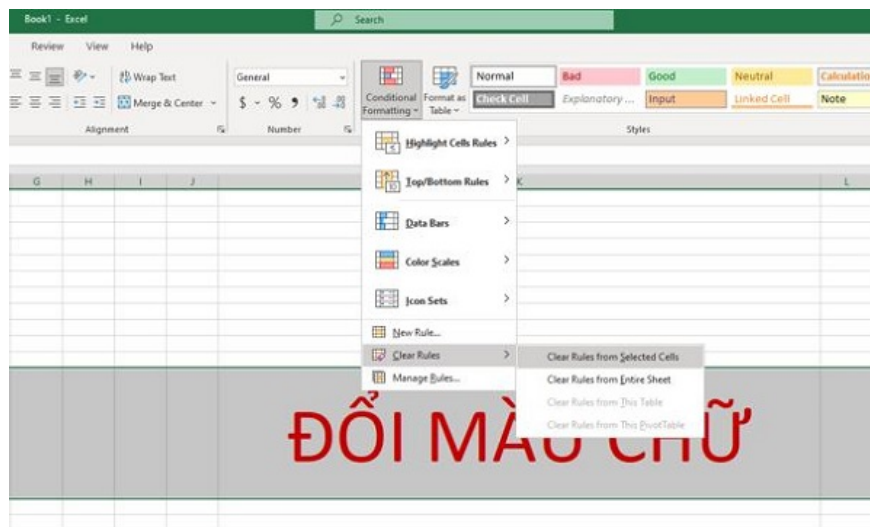 Book1 - Excel
Search
Review View Help
Wrap Text
General
Merge & Center
$ % 9
Conditional Formatting
Format as Table
Normal Bad Good Neutral Calculatio
Check Cell Explanatory ... Input Linked Cell Note
Alignment Number Styles
G H I J K L
Highlight Cells Rules
Top/Bottom Rules
Data Bars
Color Scales
Icon Sets
New Rule...
Clear Rules
Manage Rules...
Clear Rules from Selected Cells
Clear Rules from Entire Sheet
Clear Rules from This Table
Clear Rules from This PivotTable
ĐỔI MÀU CHỮ